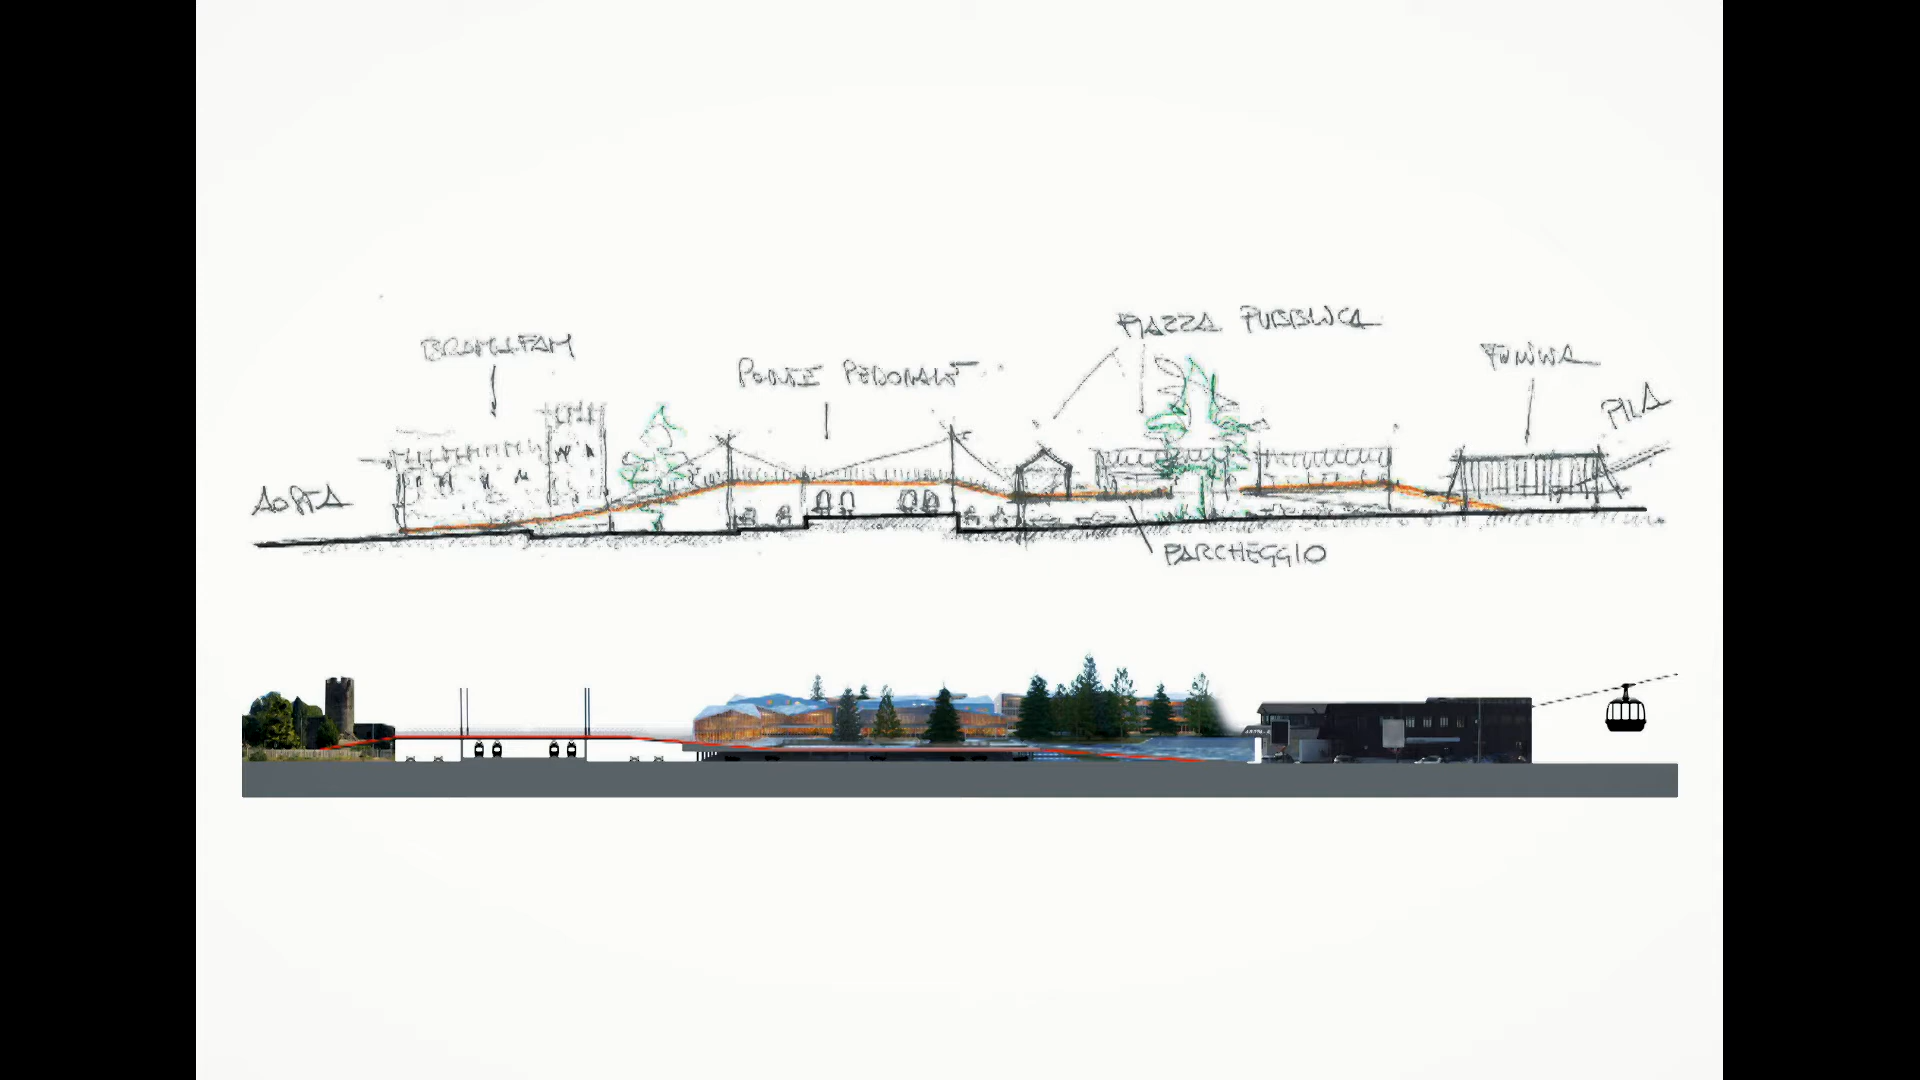 BRAMAFAM
PIAZZA PUBBLICA
PONTE PEDONALE
FUNIVIA
PILA
AOSTA
PARCHEGGIO